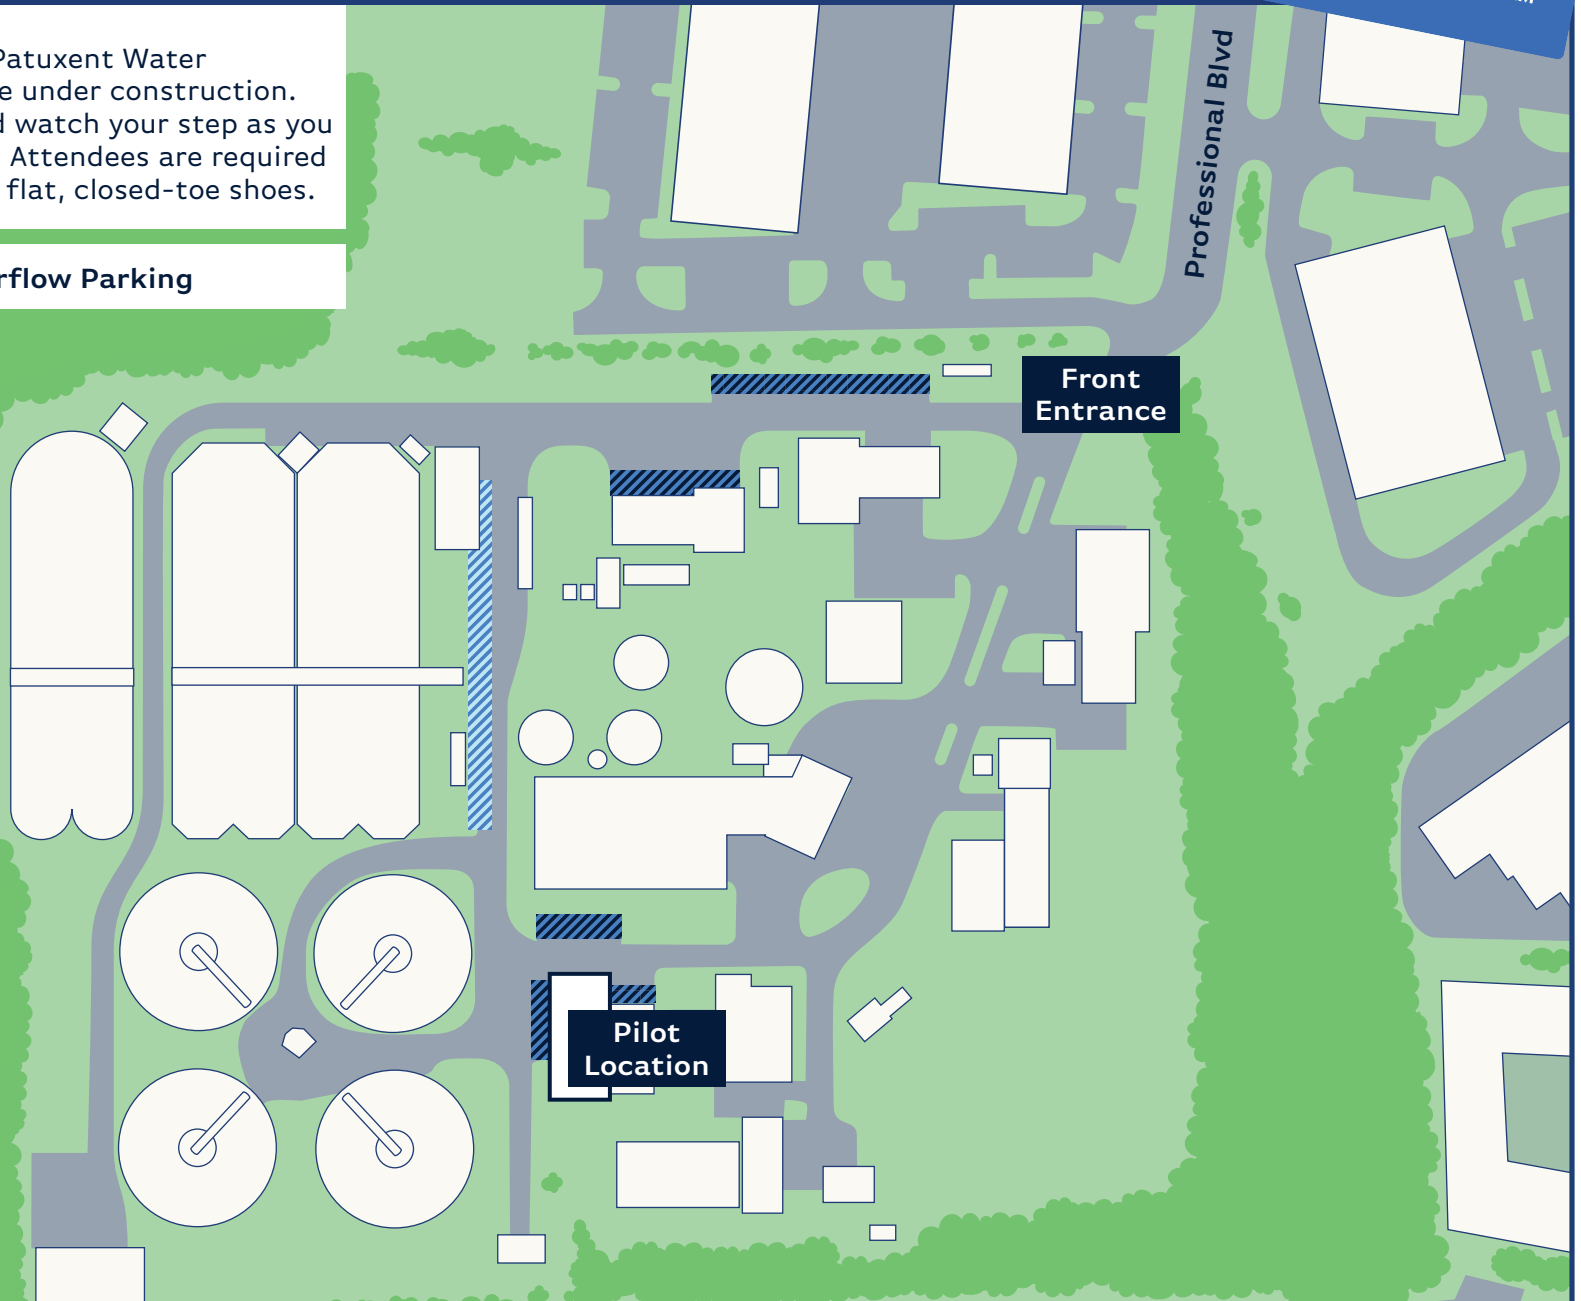 Patuxent Water
under construction.
watch your step as you
Attendees are required
flat, closed-toe shoes.
Parking
Professional Blvd
Front
Entrance
Pilot
Location